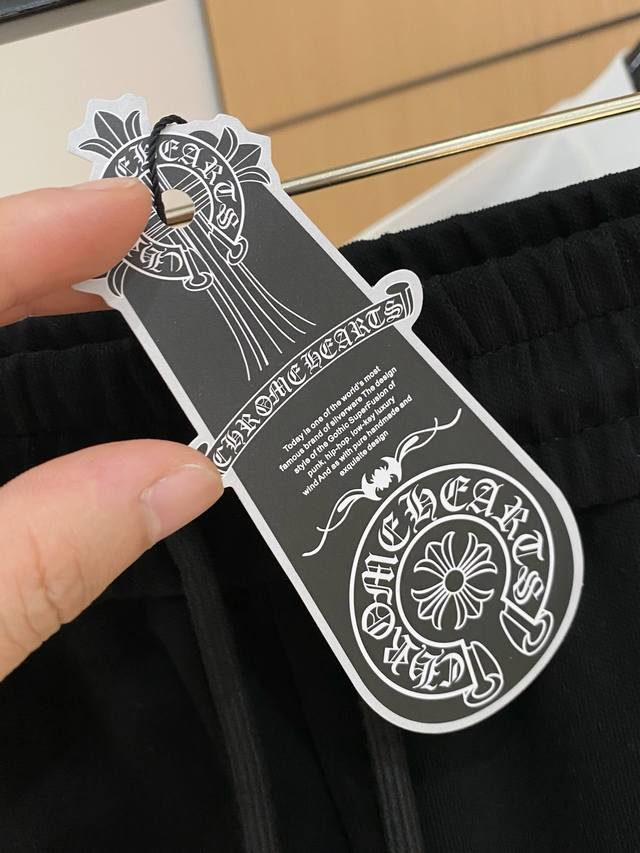 CHROME HEARTS
CHROME HEARTS
Today is one of the world's most
famous brand of silverware The design
style of the Gothic SuperFusion of
punk, hip-hop, low-key luxury
wind And as with pure handmade and
exquisite design
CHROME HEARTS